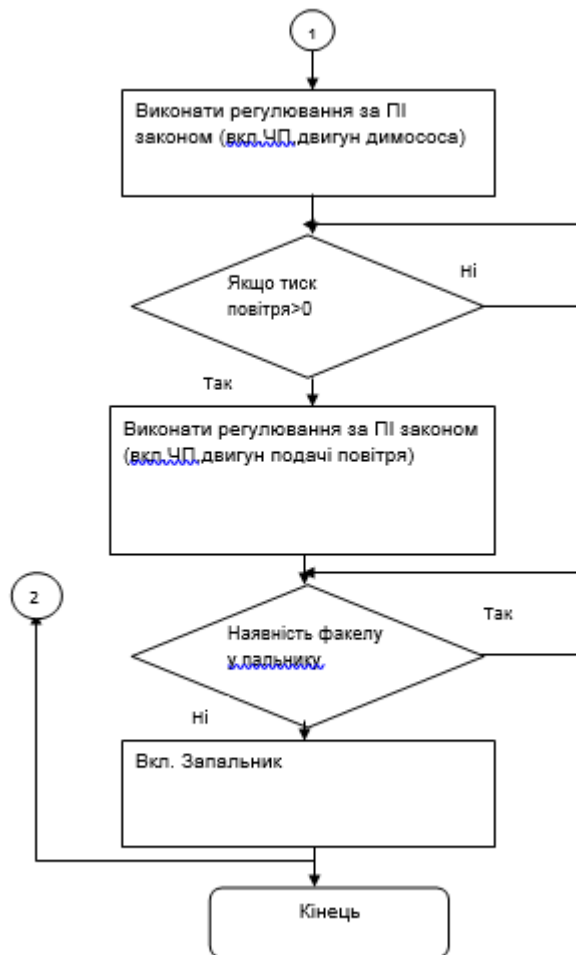 1
Виконати регулювання за ПІ
законом (вкл.ЧП.двигун димососа)
Якщо тиск
повітря>0
Ні
Так
Виконати регулювання за ПІ законом
(вкл.ЧП.двигун подачі повітря)
2
Наявність факелу
у пальнику.
Так
Ні
Вкл. Запальник
Кінець